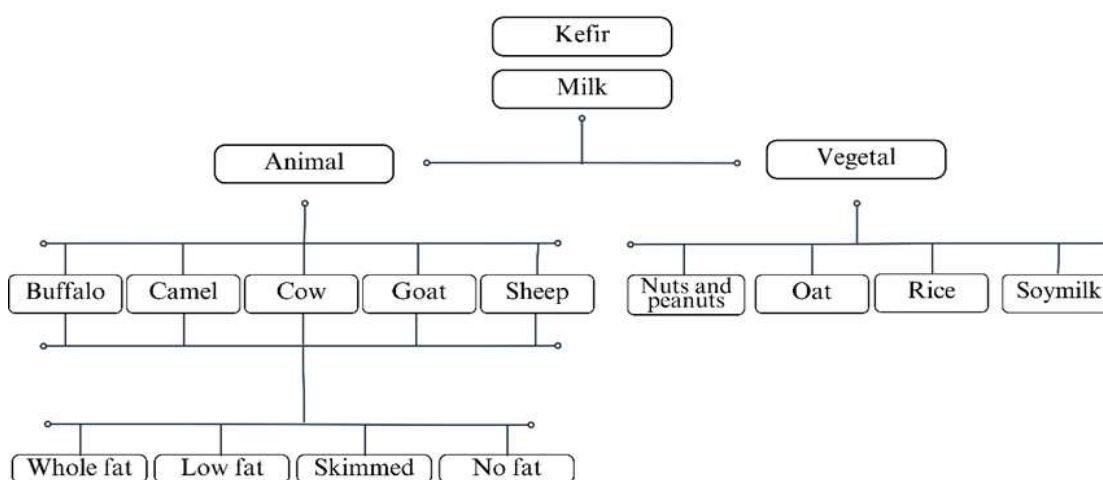 Kefir
Milk
Animal
Vegetal
Buffalo
Camel
Cow
Goat
Sheep
Nuts and
peanuts
Oat
Rice
Soymilk
Whole fat
Low fat
Skimmed
No fat